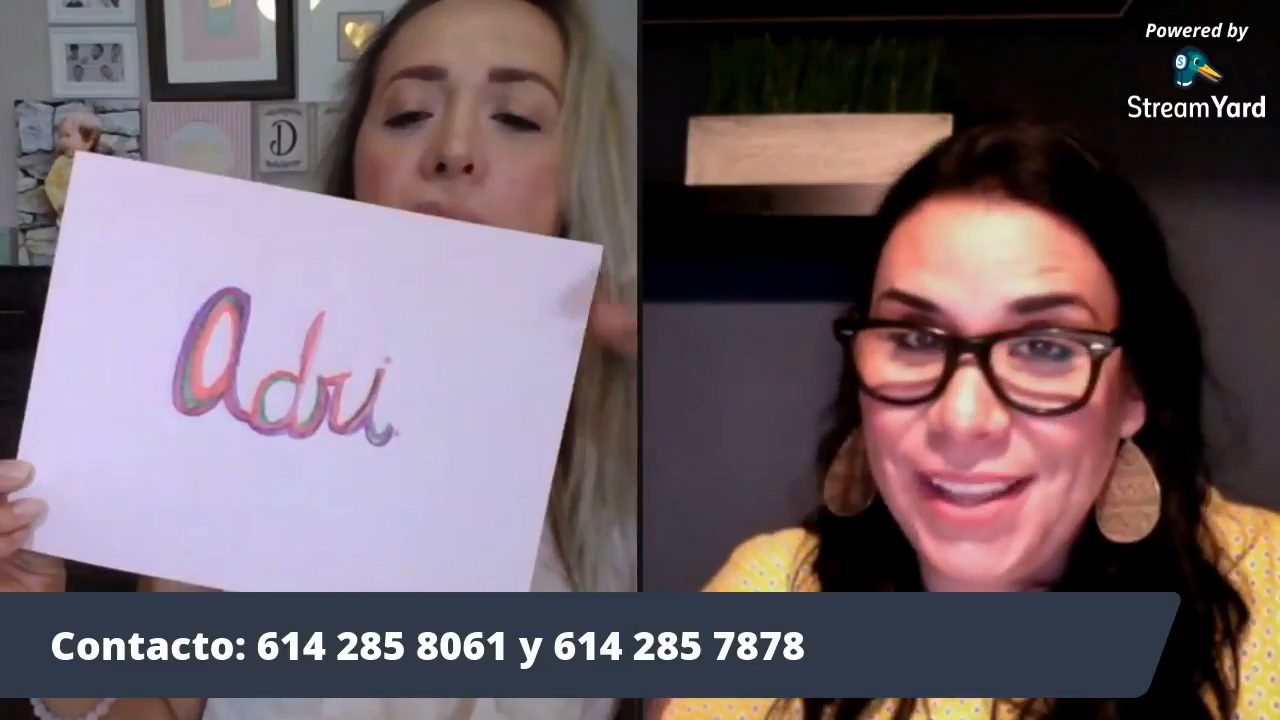 Powered by
StreamYard
D
Adri
Contacto: 614 285 8061 y 614 285 7878